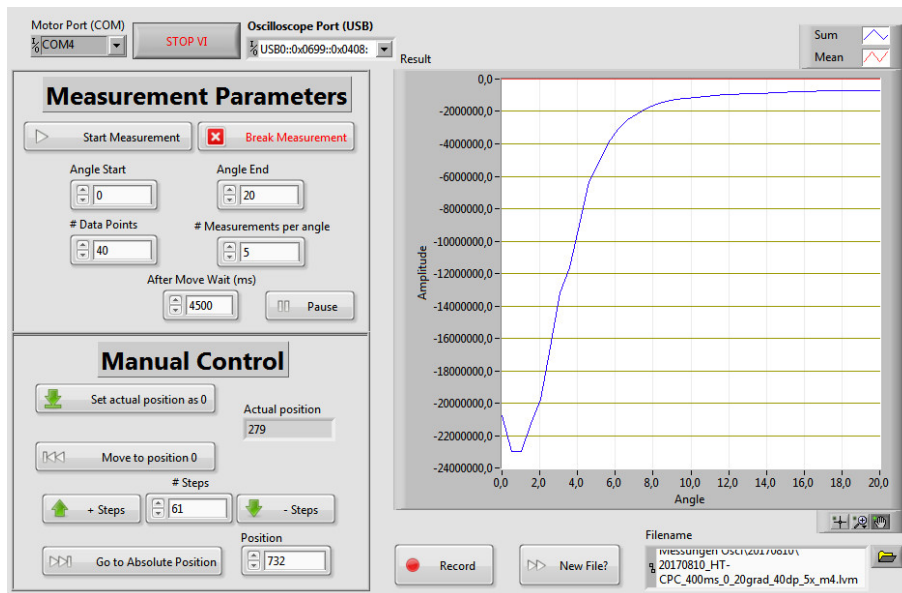 Motor Port (COM)
COM4
STOP VI
Oscilloscope Port (USB)
USB0::0x0699::0x0408:
Measurement Parameters
Start Measurement
Break Measurement
Angle Start
0
Angle End
20
# Data Points
40
# Measurements per angle
5
After Move Wait (ms)
4500
Pause
Manual Control
Set actual position as 0
Actual position
279
Move to position 0
# Steps
+ Steps
61
- Steps
Go to Absolute Position
Position
732
Result
Sum
Mean
0,0
-2000000,0
-4000000,0
-6000000,0
-8000000,0
-10000000,0
-12000000,0
-14000000,0
-16000000,0
-18000000,0
-20000000,0
-22000000,0
-24000000,0
Amplitude
0,0 2,0 4,0 6,0 8,0 10,0 12,0 14,0 16,0 18,0 20,0
Angle
Record
New File?
Filename
Messungen Osci\20170810\
20170810_HT-
CPC_400ms_0_20grad_40dp_5x_m4.lvm